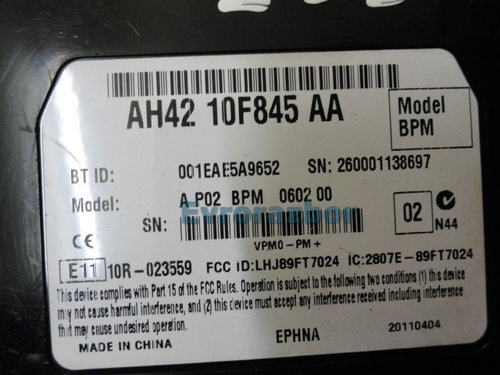 AH42 10F845 AA
Model
BPM
BT ID: 001EAE5A9652 SN: 260001138697
Model: A P02 BPM 0602 00
SN:
Evrorazbor
02
N44
VPM0-PM+
CE
E11 10R-023559 FCC ID:LHJ89FT7024 IC:2807E-89FT7024
This device complies with Part 15 of the FCC Rules. Operation is subject to the following two conditions (1) this device may
not cause harmful interference, and (2) this device must accept any interference received including interference
that it may cause undesired operation.
MADE IN CHINA EPHNA 20110404